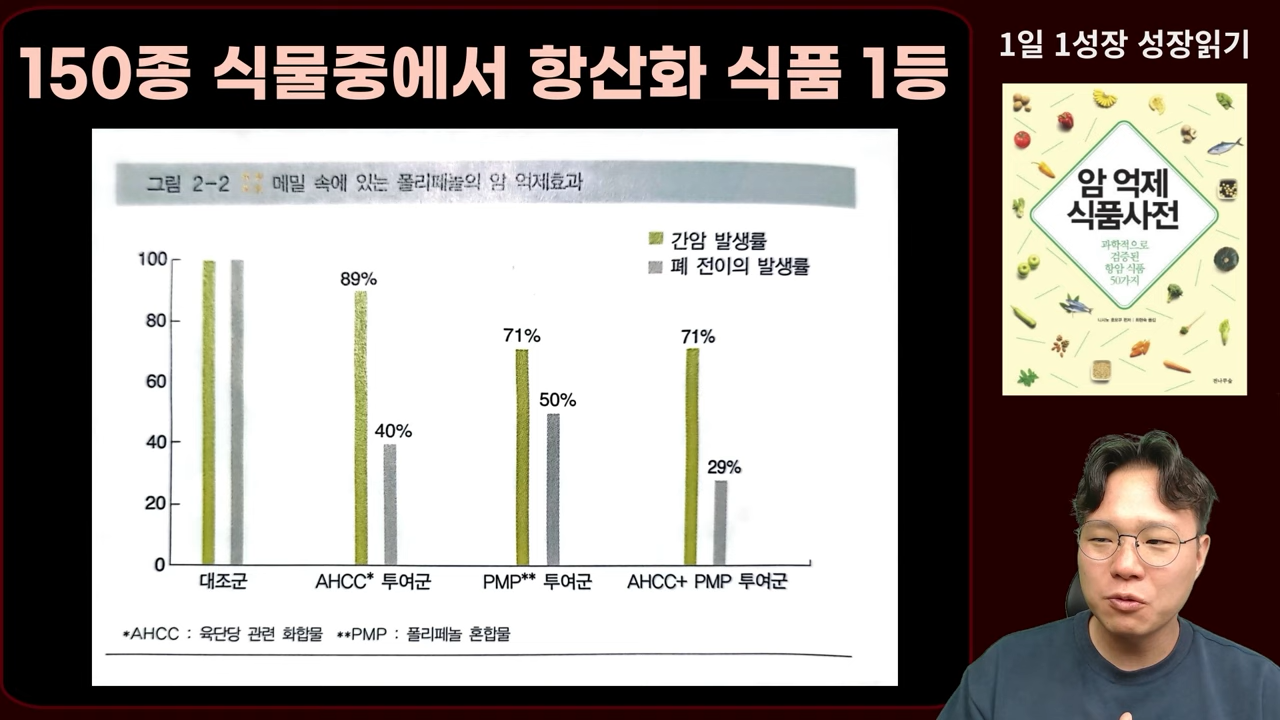 150종 식물중에서 항산화 식품 1등
1일 1성장 성장읽기
그림 2-2 메밀 속에 있는 폴리페놀의 암 억제효과
간암 발생률
폐 전이의 발생률
100
80
60
40
20
0
89%
40%
71%
50%
71%
29%
대조군
AHCC* 투여군
PMP** 투여군
AHCC+ PMP 투여군
*AHCC : 육단당 관련 화합물 **PMP : 폴리페놀 혼합물
암 억제
식품사전
과학적으로
검증된
항암 식품
50가지
전나무숲